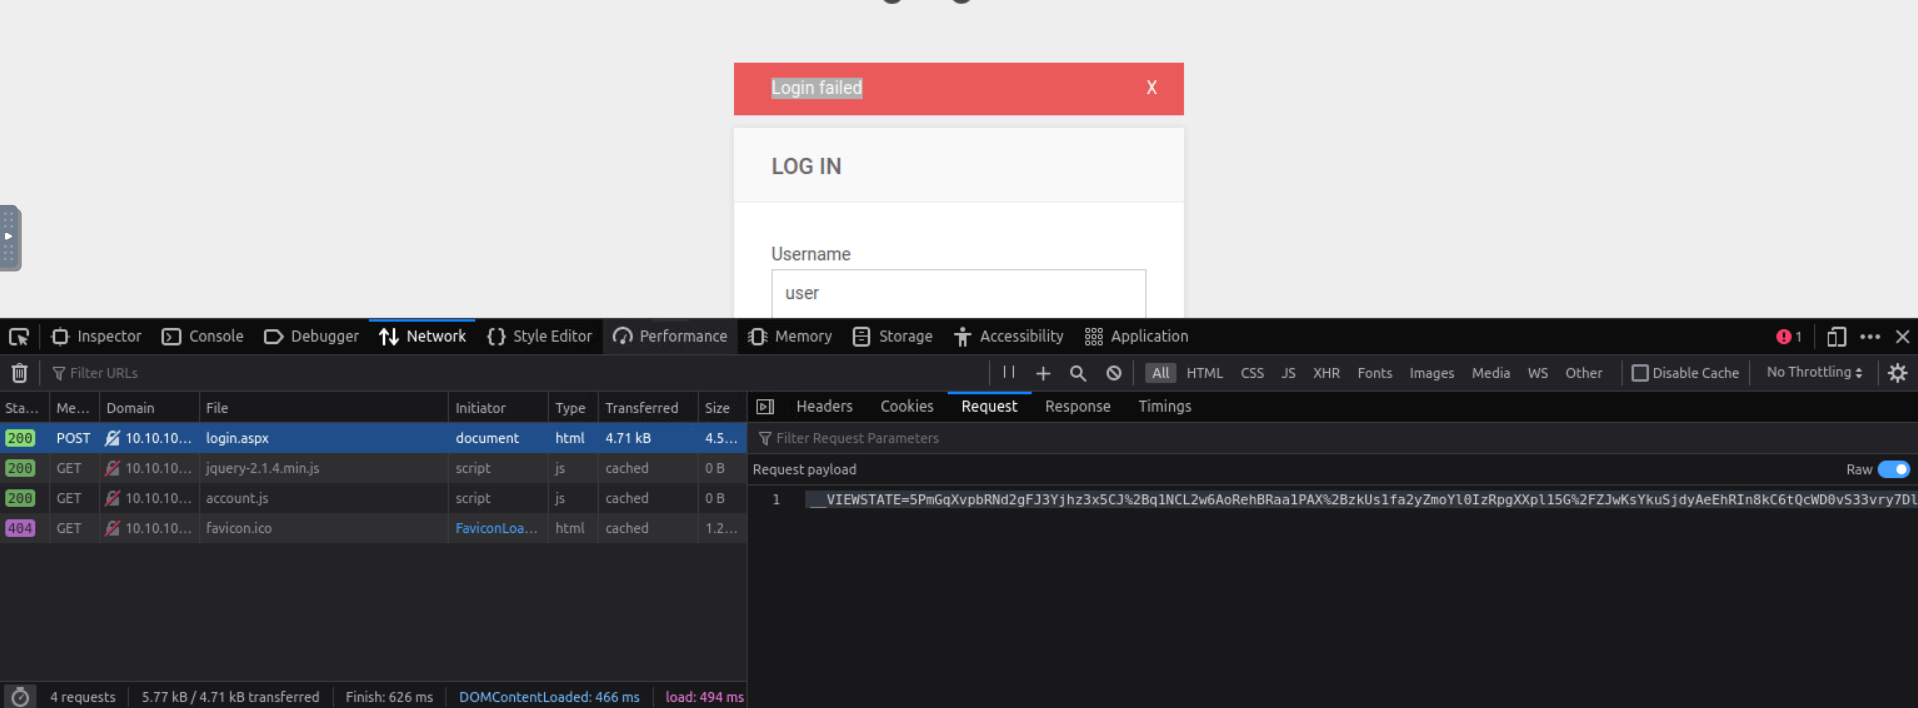 Login failed X
LOG IN
Username
user
Inspector Console Debugger Network {} Style Editor Performance Memory Storage Accessibility Application 1
Filter URLs All HTML CSS JS XHR Fonts Images Media WS Other Disable Cache No Throttling
Sta... Me... Domain File Initiator Type Transferred Size
200 POST 10.10.10... login.aspx document html 4.71 kB 4.5...
200 GET 10.10.10... jquery-2.1.4.min.js script js cached 0 B
200 GET 10.10.10... account.js script js cached 0 B
404 GET 10.10.10... favicon.ico FaviconLoa... html cached 1.2...
4 requests 5.77 kB / 4.71 kB transferred Finish: 626 ms DOMContentLoaded: 466 ms load: 494 ms
Headers Cookies Request Response Timings
Filter Request Parameters
Request payload Raw
1 __VIEWSTATE=5PmGqXvpbRNd2gFJ3Yjhz3x5CJ%2Bq1NCL2w6AoRehBRaa1PAX%2BzkUs1fa2yZmoYl0IzRpgXXpl15G%2FZJwKsYkuSjdyAeEhRIn8kC6tQcWD0vS33vry7Dl